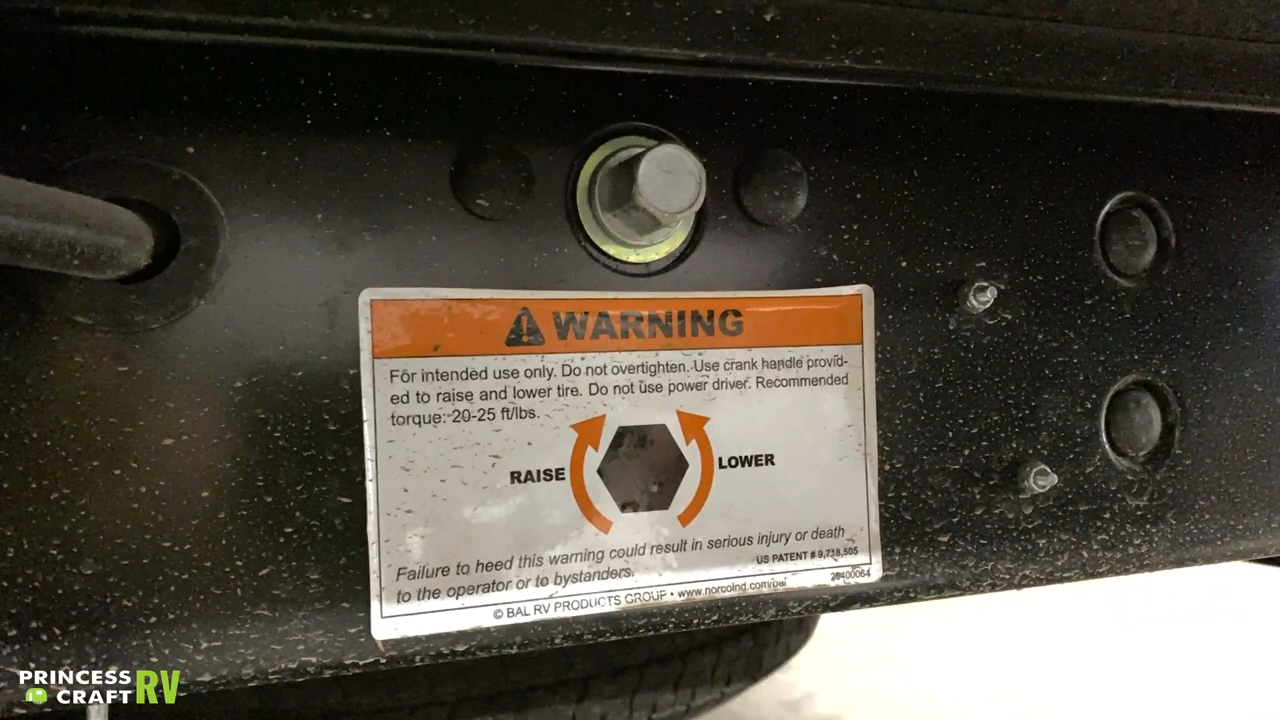 WARNING
For intended use only. Do not overtighten. Use crank handle provid-
ed to raise and lower tire. Do not use power driver. Recommended
torque: 20-25 ft/lbs.
RAISE
LOWER
Failure to heed this warning could result in serious injury or death
to the operator or to bystanders.
US PATENT # 9,718,505
© BAL RV PRODUCTS GROUP • www.norcoind.com/bal
26400064
PRINCESS
CRAFT RV